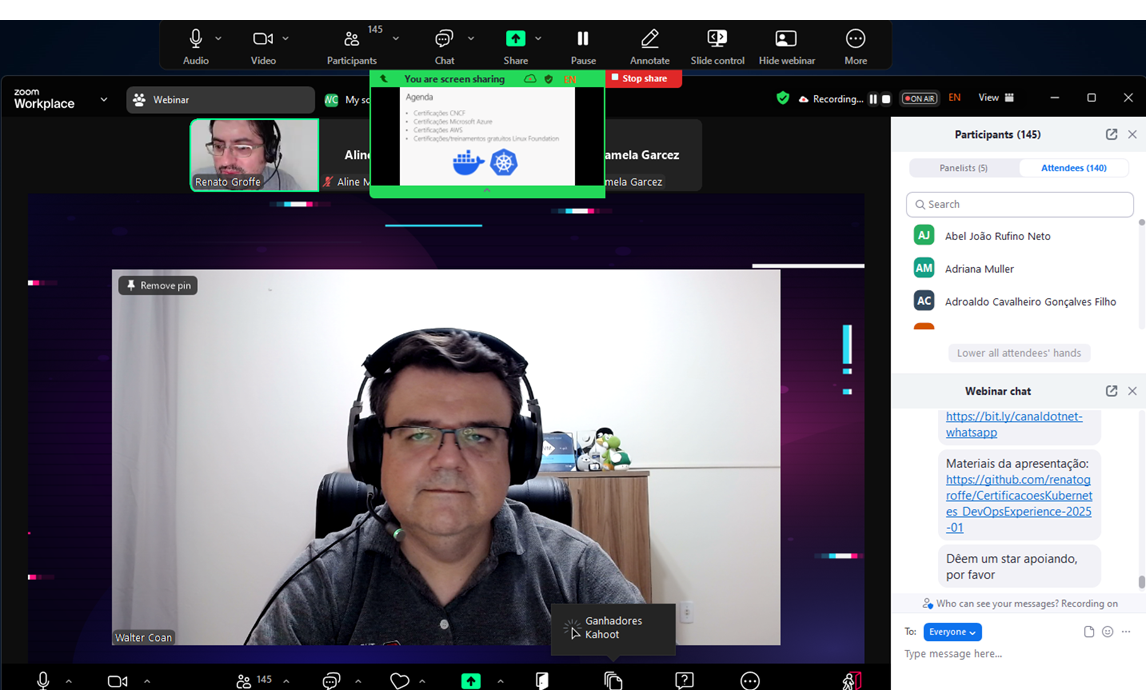 145
Audio
Video
Participants
Chat
Share
Pause
Annotate
Slide control
Hide webinar
More
You are screen sharing
EN
Stop share
zoom
Workplace
Webinar
WC
My sc
Recording...
ON AIR
EN
View
Agenda
Certificações CNCF
Certificações Microsoft Azure
Certificações AWS
Certificações/treinamentos gratuitos Linux Foundation
Renato Groffe
Aline
Aline M
amela Garcez
mela Garcez
Remove pin
Walter Coan
Ganhadores
Kahoot
145
Participants (145)
Panelists (5)
Attendees (140)
Search
AJ
Abel João Rufino Neto
AM
Adriana Muller
AC
Adroaldo Cavalheiro Gonçalves Filho
Lower all attendees' hands
Webinar chat
https://bit.ly/canaldotnet-
whatsapp
Materiais da apresentação:
https://github.com/renatog
roffe/CertificacoesKubernet
es_DevOpsExperience-2025
-01
Dêem um star apoiando,
por favor
Who can see your messages? Recording on
To:
Everyone
Type message here...